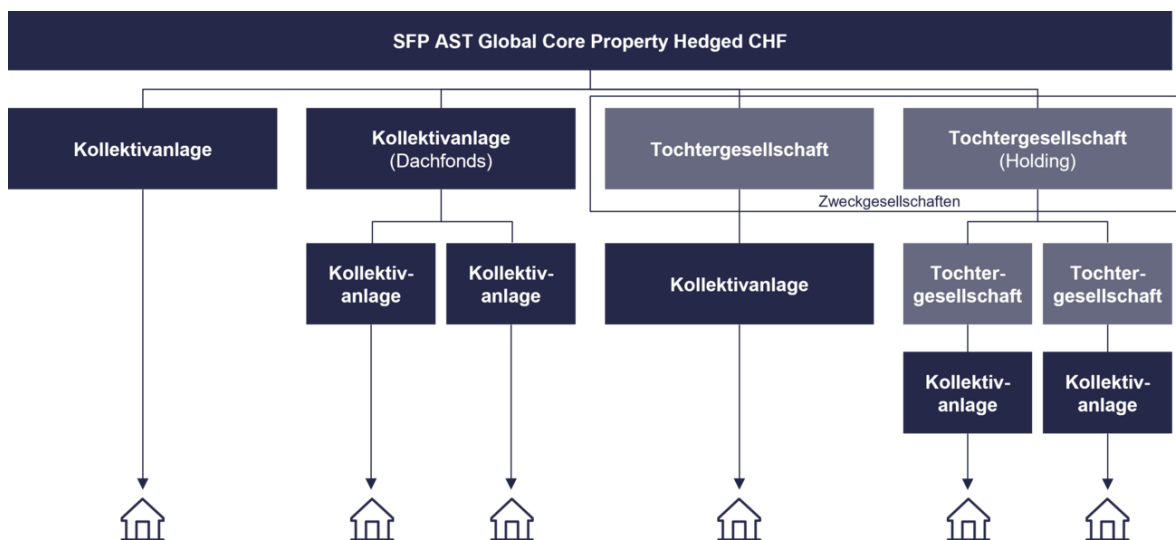 SFP AST Global Core Property Hedged CHF
Kollektivanlage
Kollektivanlage
(Dachfonds)
Tochtergesellschaft
Tochtergesellschaft
(Holding)
Zweckgesellschaften
Kollektiv-
anlage
Kollektiv-
anlage
Kollektivanlage
Tochter-
gesellschaft
Tochter-
gesellschaft
Kollektiv-
anlage
Kollektiv-
anlage